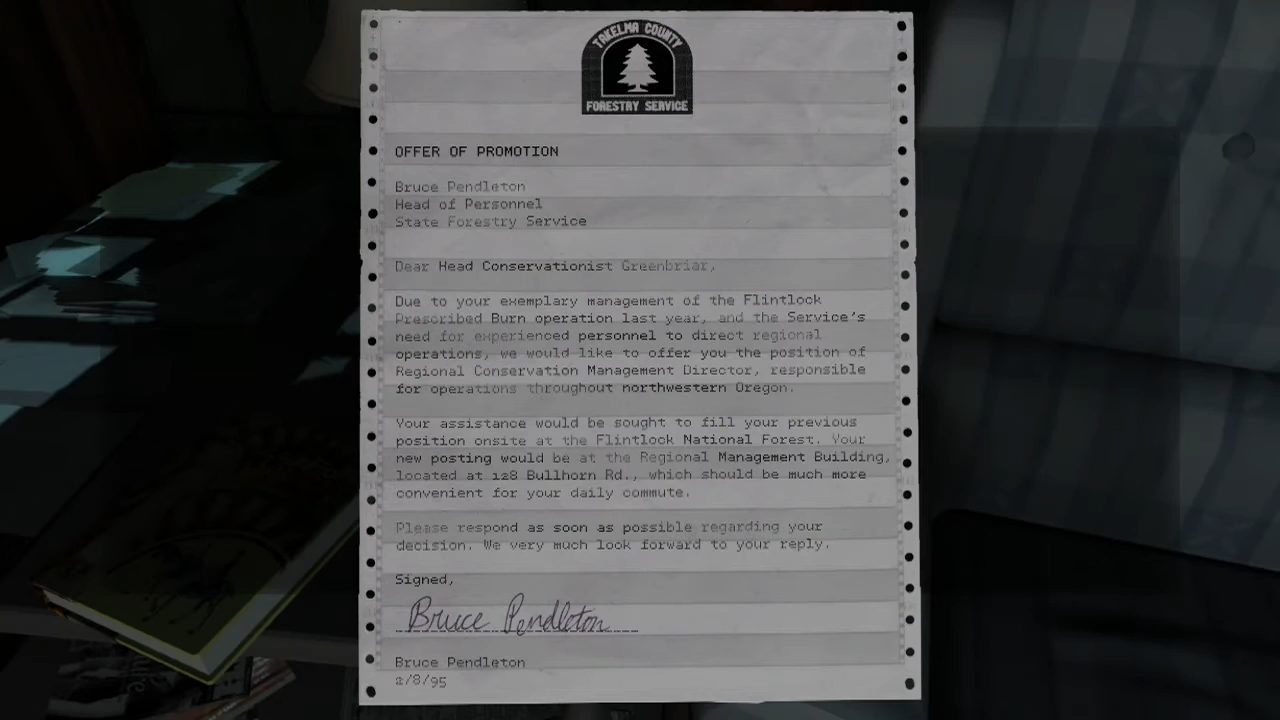 TAKELMA COUNTY
FORESTRY SERVICE
OFFER OF PROMOTION
Bruce Pendleton
Head of Personnel
State Forestry Service
Dear Head Conservationist Greenbriar,
Due to your exemplary management of the Flintlock
Prescribed Burn operation last year, and the Service's
need for experienced personnel to direct regional
operations, we would like to offer you the position of
Regional Conservation Management Director, responsible
for operations throughout northwestern Oregon.
Your assistance would be sought to fill your previous
position onsite at the Flintlock National Forest. Your
new posting would be at the Regional Management Building,
located at 128 Bullhorn Rd., which should be much more
convenient for your daily commute.
Please respond as soon as possible regarding your
decision. We very much look forward to your reply.
Signed,
Bruce Pendleton
Bruce Pendleton
2/8/95